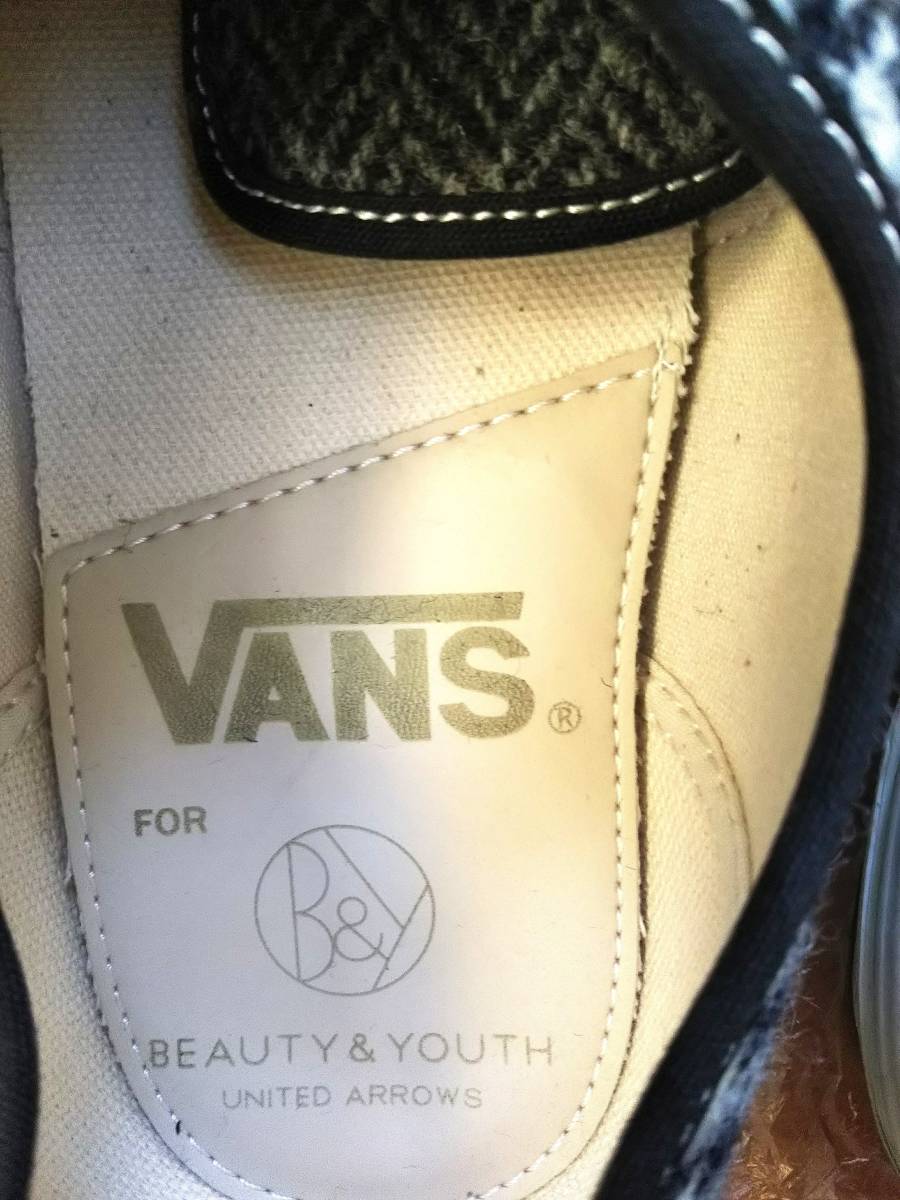 VANS®
FOR
B&Y
BEAUTY & YOUTH
UNITED ARROWS